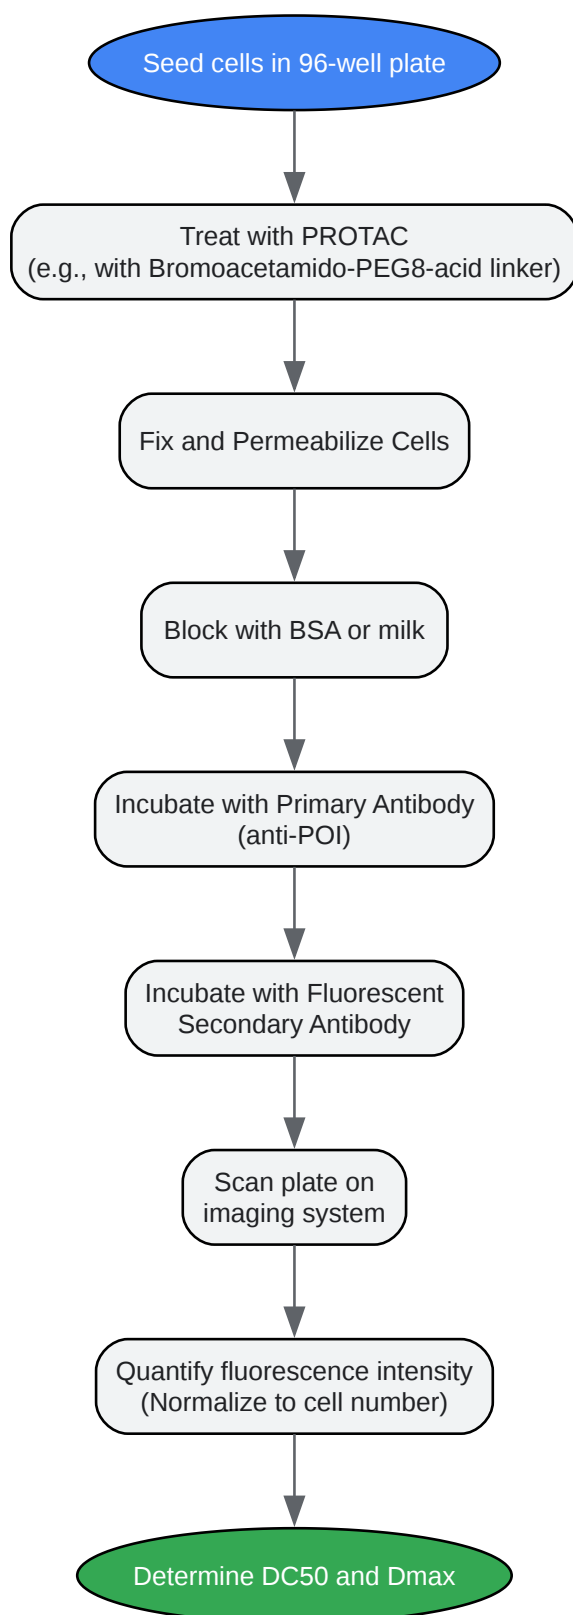 Seed cells in 96-well plate
Treat with PROTAC
(e.g., with Bromoacetamido-PEG8-acid linker)
Fix and Permeabilize Cells
Block with BSA or milk
Incubate with Primary Antibody
(anti-POI)
Incubate with Fluorescent
Secondary Antibody
Scan plate on
imaging system
Quantify fluorescence intensity
(Normalize to cell number)
Determine DC50 and Dmax